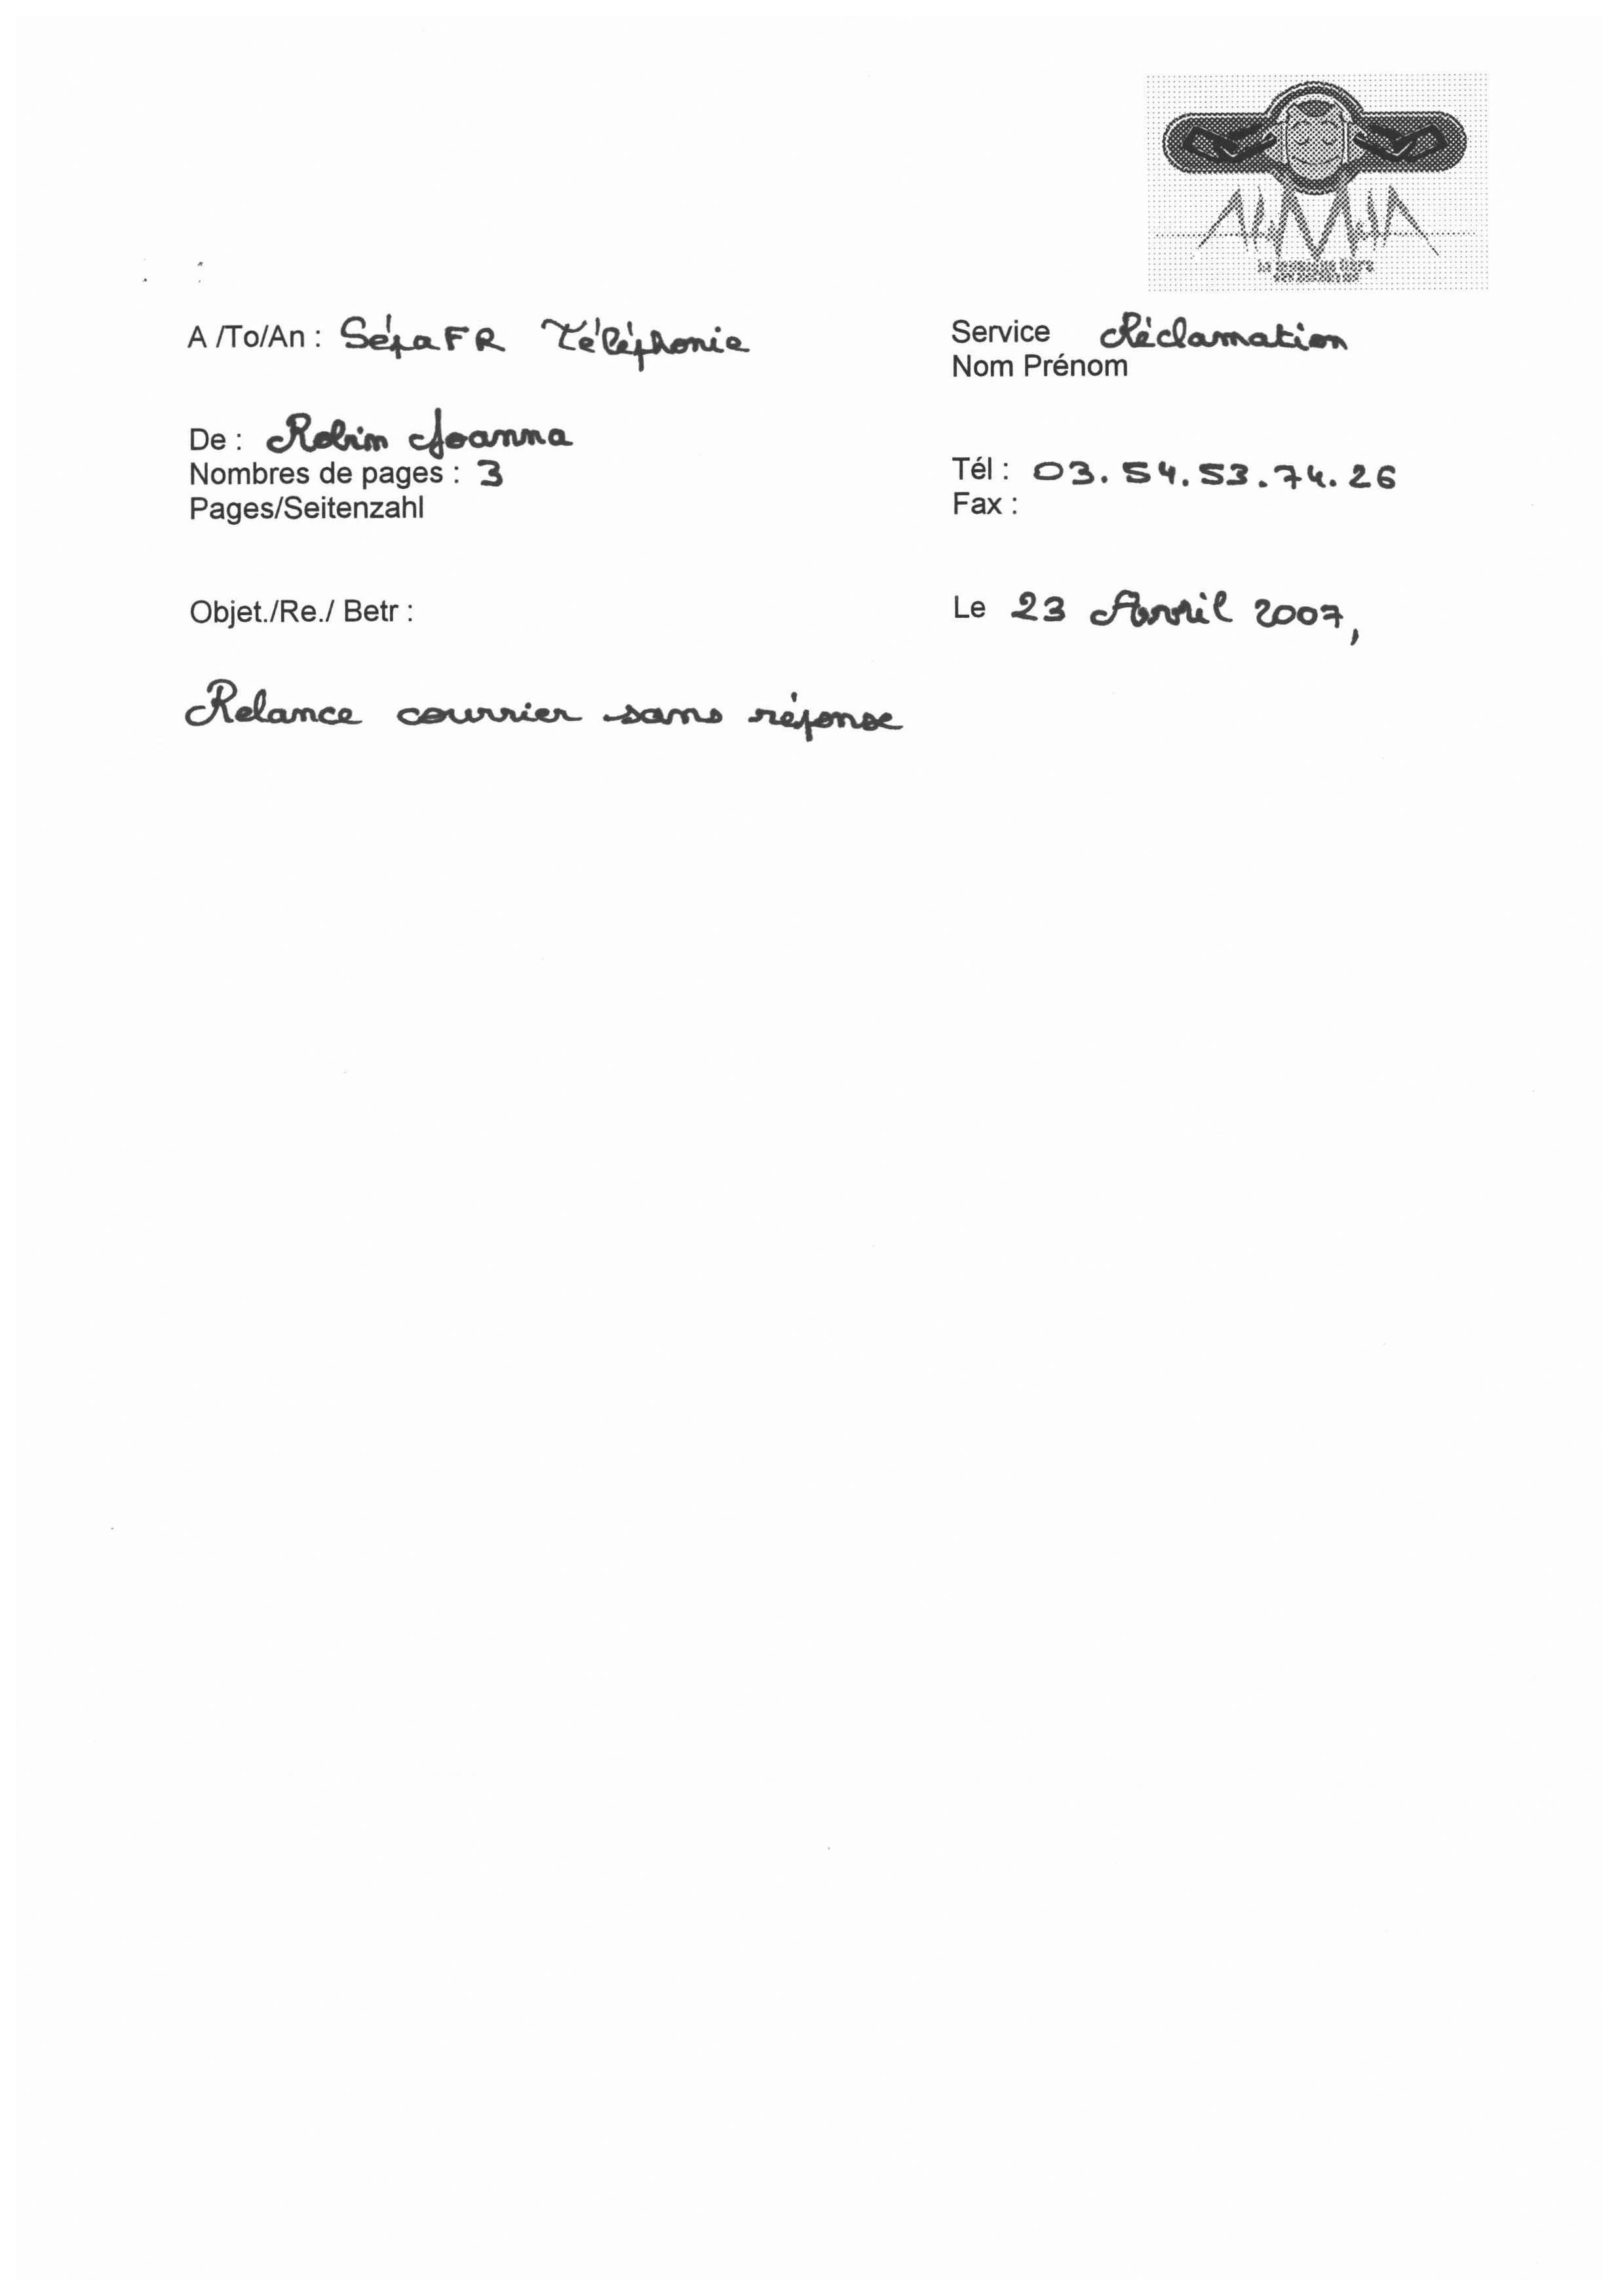 ALMA
A /To/An : SépaFR Téléphonie
Service Réclamation
Nom Prénom
De : Robin Joanna
Nombres de pages : 3
Pages/Seitenzahl
Tél : 03.54.53.74.26
Fax :
Objet./Re./ Betr :
Le 23 Avril 2007,
Relance courrier sans réponse